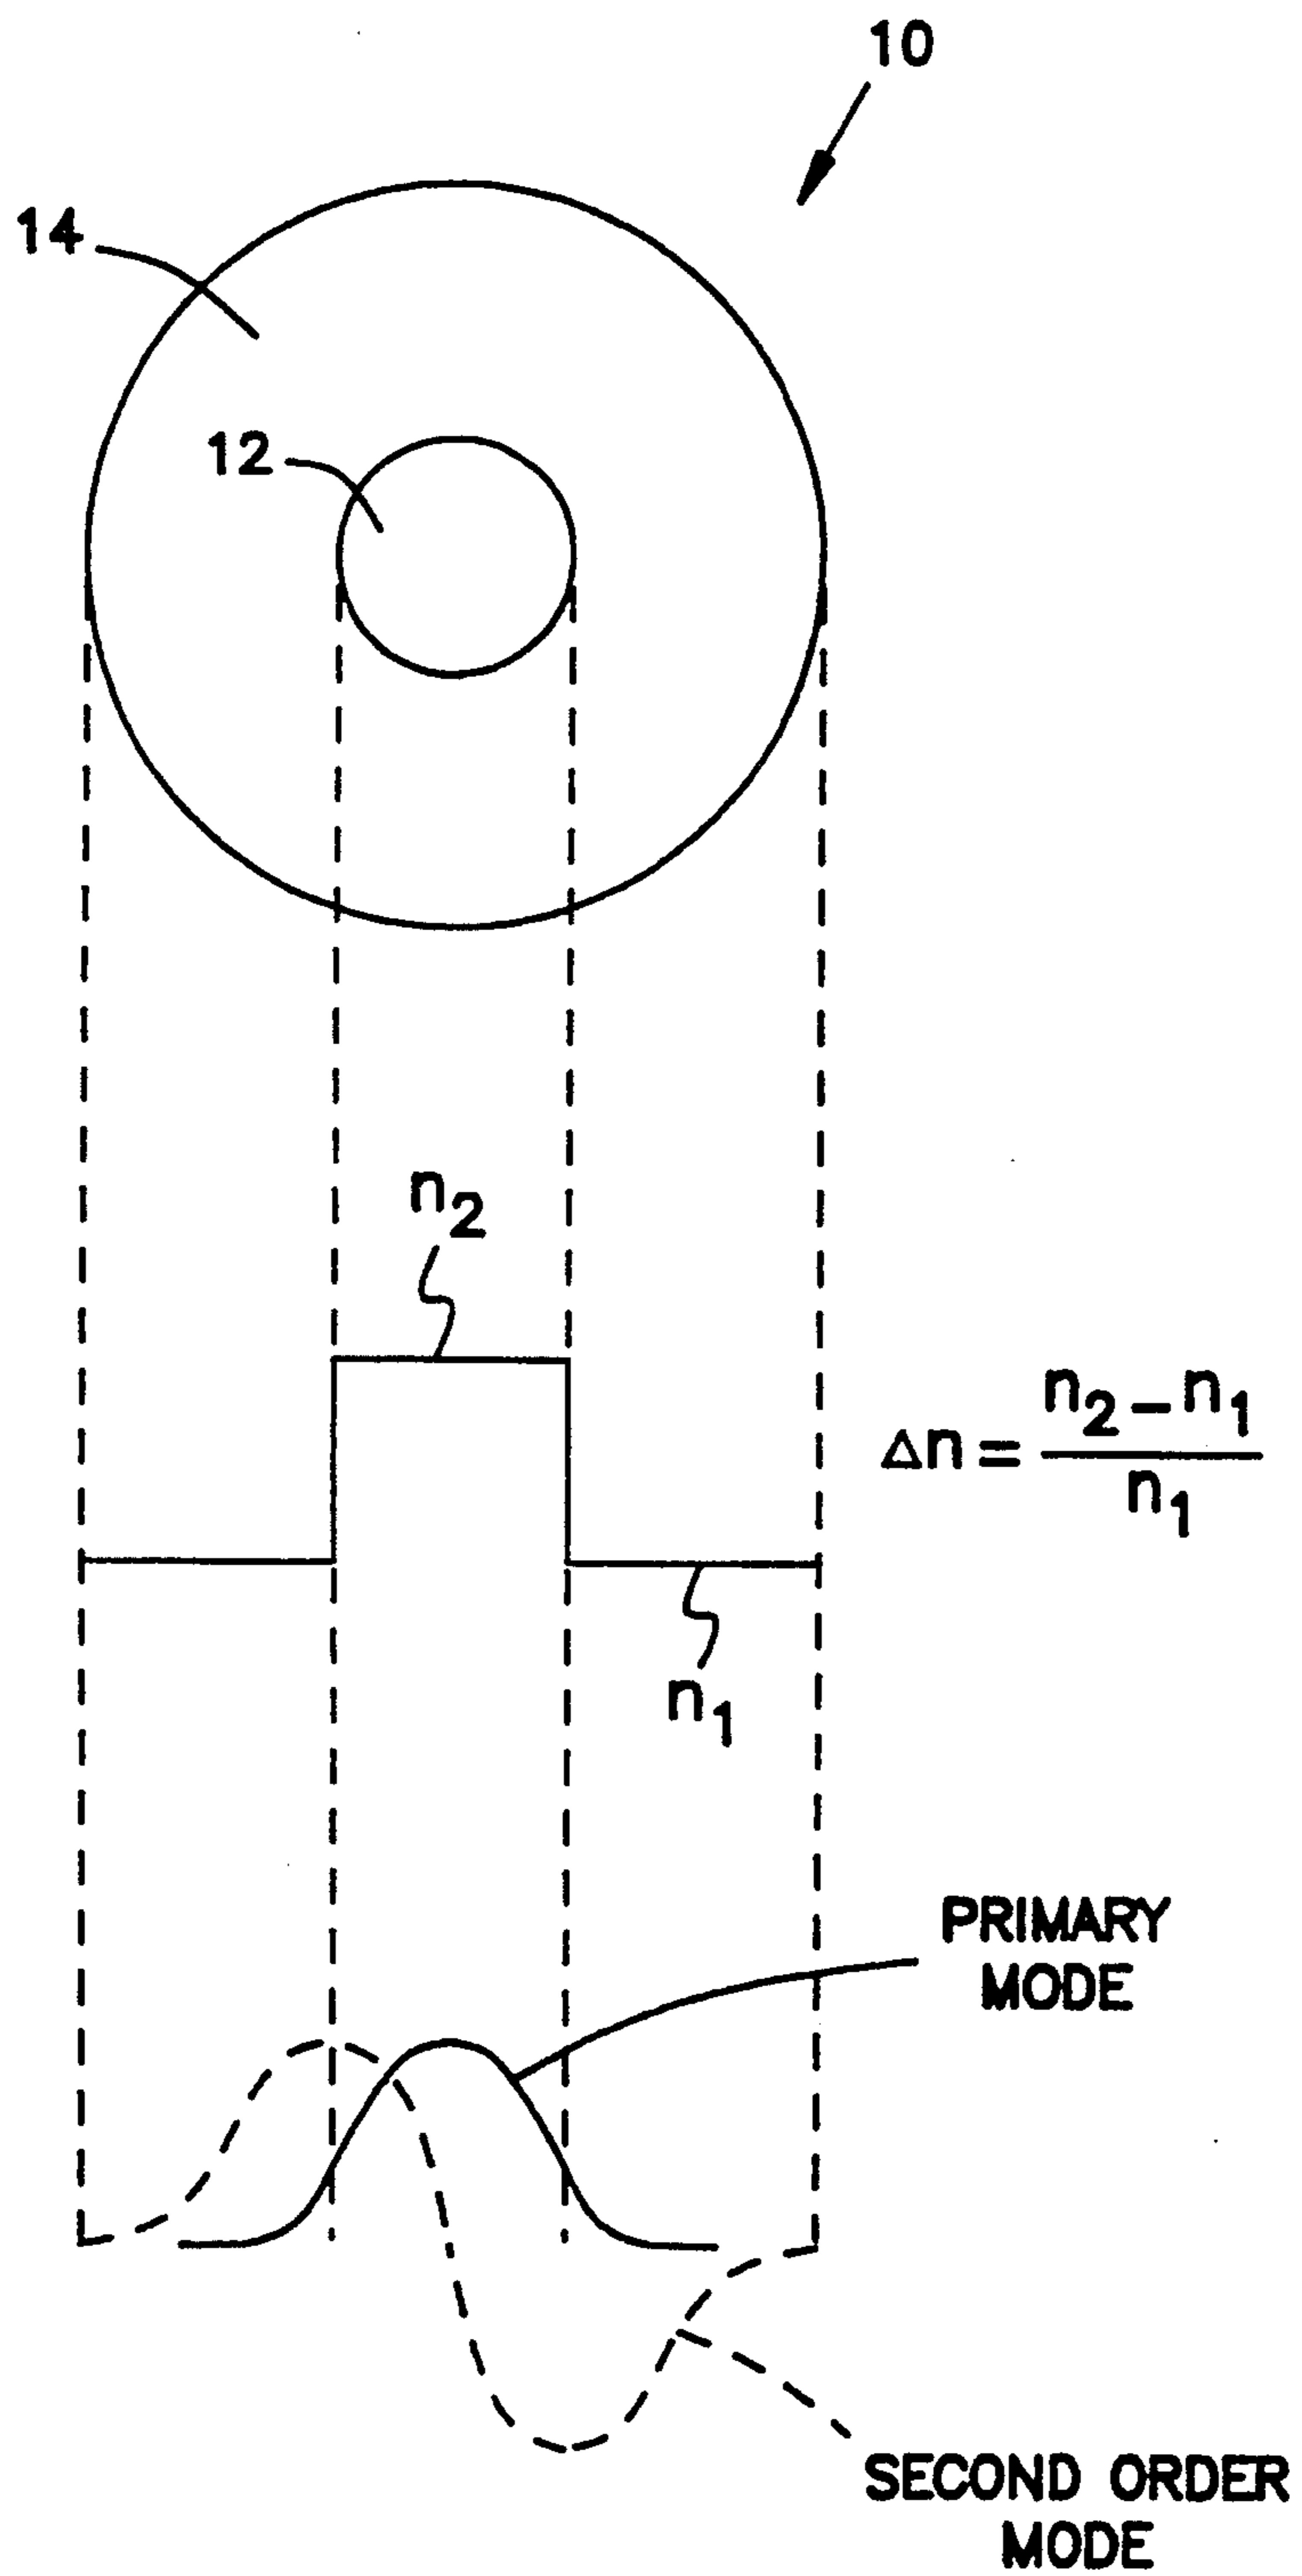 10
14
12
n₂
Δn = (n₂ – n₁) / n₁
n₁
PRIMARY
MODE
SECOND ORDER
MODE